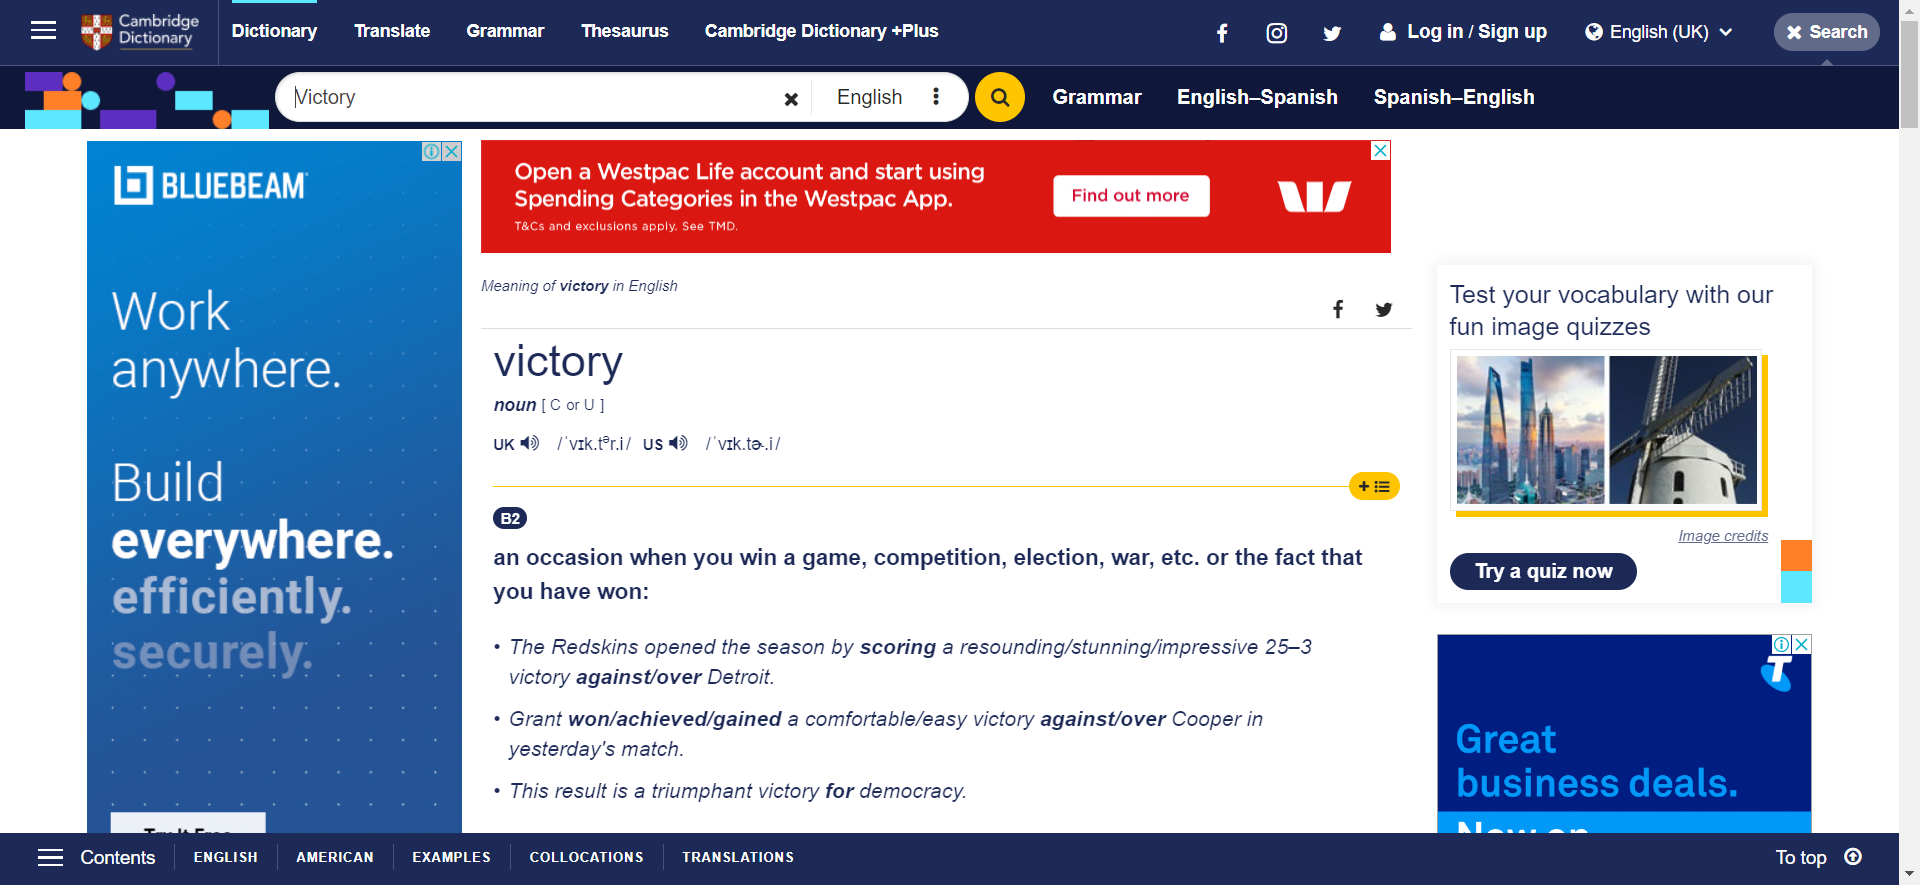 Cambridge
Dictionary
Dictionary
Translate
Grammar
Thesaurus
Cambridge Dictionary +Plus
Log in / Sign up
English (UK)
Search
Victory
English
Grammar
English–Spanish
Spanish–English
BLUEBEAM
Work
anywhere.
Build
everywhere.
efficiently.
securely.
Open a Westpac Life account and start using
Spending Categories in the Westpac App.
T&Cs and exclusions apply. See TMD.
Find out more
Meaning of victory in English
victory
noun [ C or U ]
UK /ˈvɪk.tᵊr.i/ US /ˈvɪk.tɚ.i/
B2
an occasion when you win a game, competition, election, war, etc. or the fact that
you have won:
• The Redskins opened the season by scoring a resounding/stunning/impressive 25–3
victory against/over Detroit.
• Grant won/achieved/gained a comfortable/easy victory against/over Cooper in
yesterday's match.
• This result is a triumphant victory for democracy.
Test your vocabulary with our
fun image quizzes
Image credits
Try a quiz now
T
Great
business deals.
Contents
ENGLISH
AMERICAN
EXAMPLES
COLLOCATIONS
TRANSLATIONS
To top